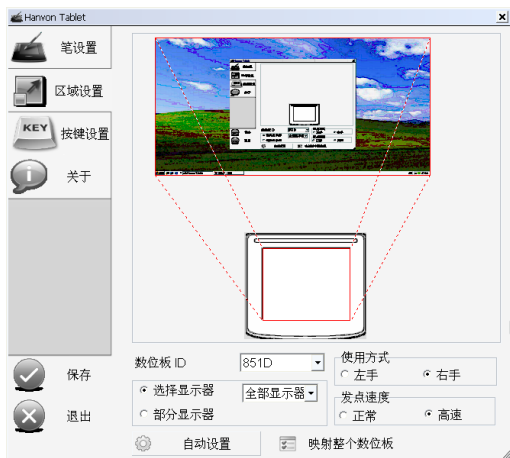 Hanvon Tablet
笔设置
区域设置
KEY 按键设置
关于
保存
退出
数位板 ID 851D
选择显示器 全部显示器
部分显示器
使用方式
左手 右手
发点速度
正常 高速
自动设置 映射整个数位板